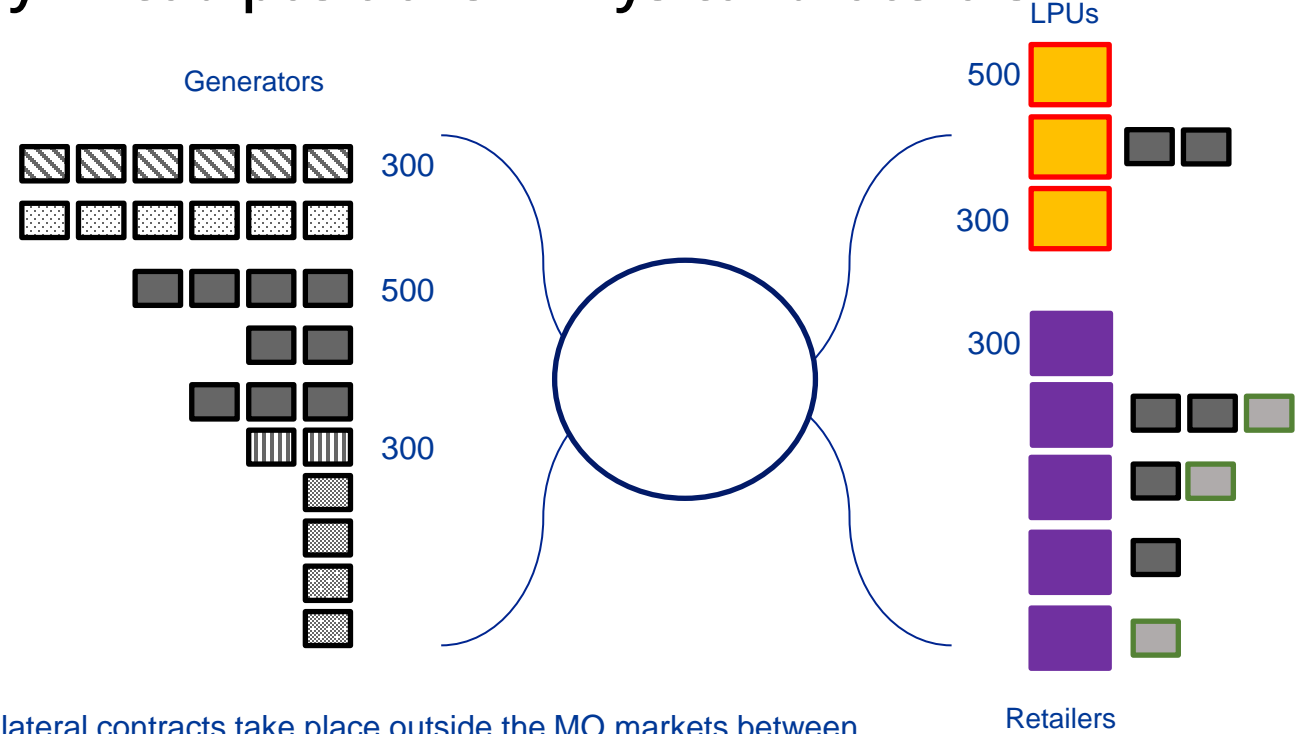 LPUs
Generators
500
300
300
500
300
300
Retailers
lateral contracts take place outside the MO markets between